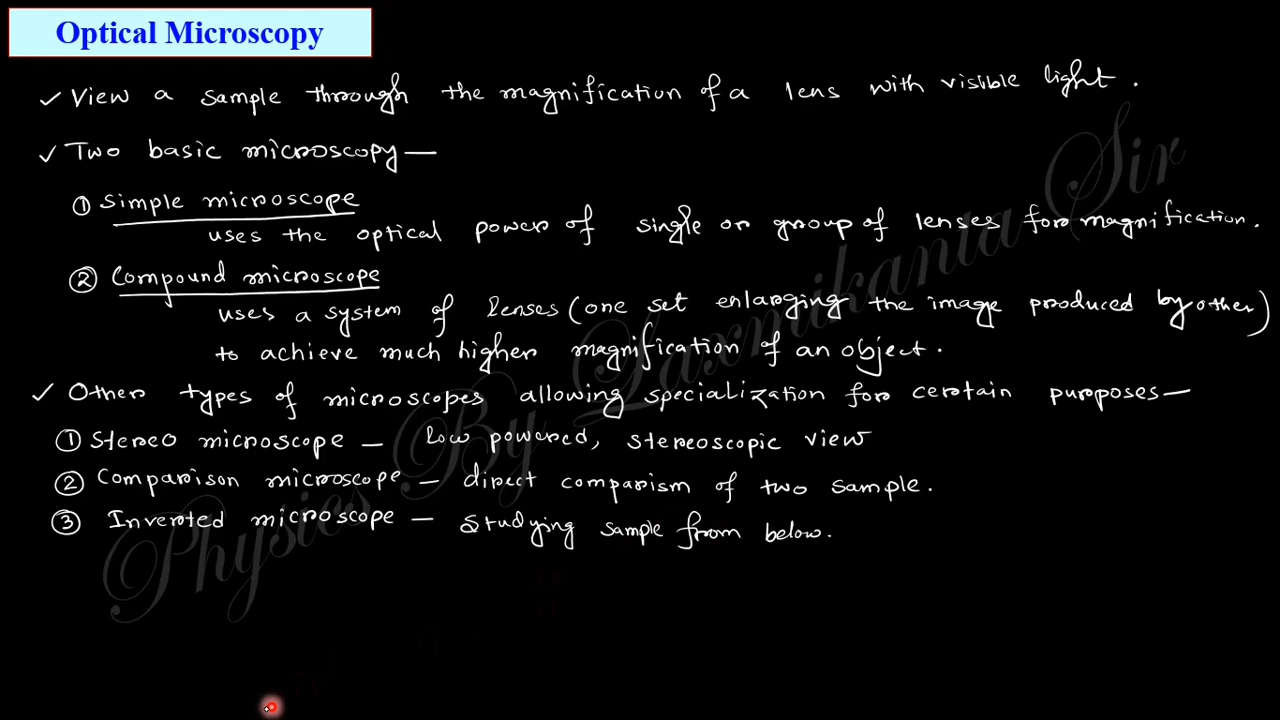 Optical Microscopy
✓ View a sample through the magnification of a lens with visible light.
✓ Two basic microscopy —
① Simple microscope
uses the optical power of single or group of lenses for magnification.
② Compound microscope
uses a system of lenses (one set enlarging the image produced by other)
to achieve much higher magnification of an object.
✓ Other types of microscopes allowing specialization for certain purposes —
① Stereo microscope — low powered, stereoscopic view
② Comparison microscope — direct comparism of two sample.
③ Inverted microscope — Studying sample from below.
Physics By Laxmikanta Sir